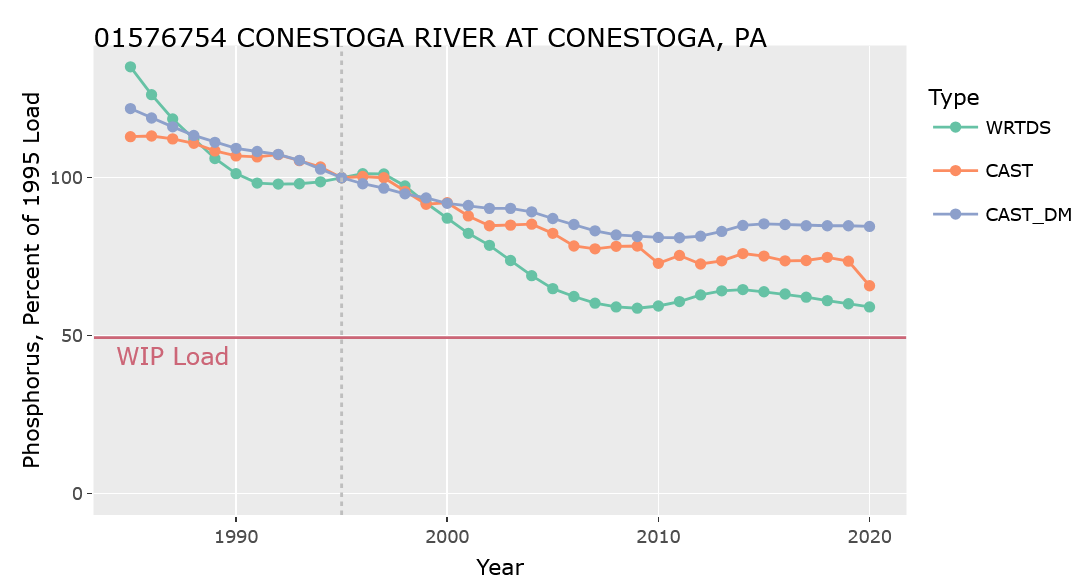 01576754 CONESTOGA RIVER AT CONESTOGA, PA
Phosphorus, Percent of 1995 Load
100
50
0
WIP Load
1990
2000
2010
2020
Year
Type
WRTDS
CAST
CAST_DM